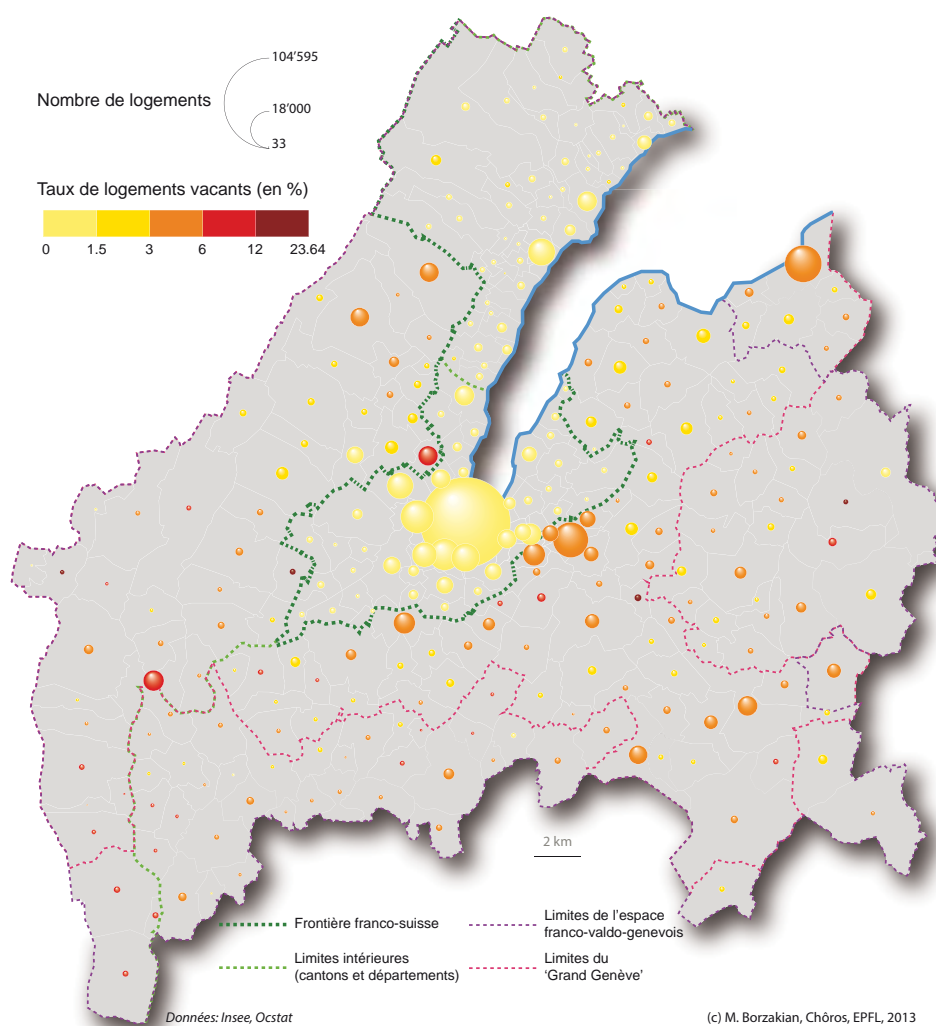 104'595
Nombre de logements
18'000
33
Taux de logements vacants (en %)
0 1.5 3 6 12 23.64
2 km
Frontière franco-suisse
Limites intérieures
(cantons et départements)
Limites de l'espace
franco-valdo-genevois
Limites du
'Grand Genève'
Données: Insee, Ocstat
(c) M. Borzakian, Chôros, EPFL, 2013